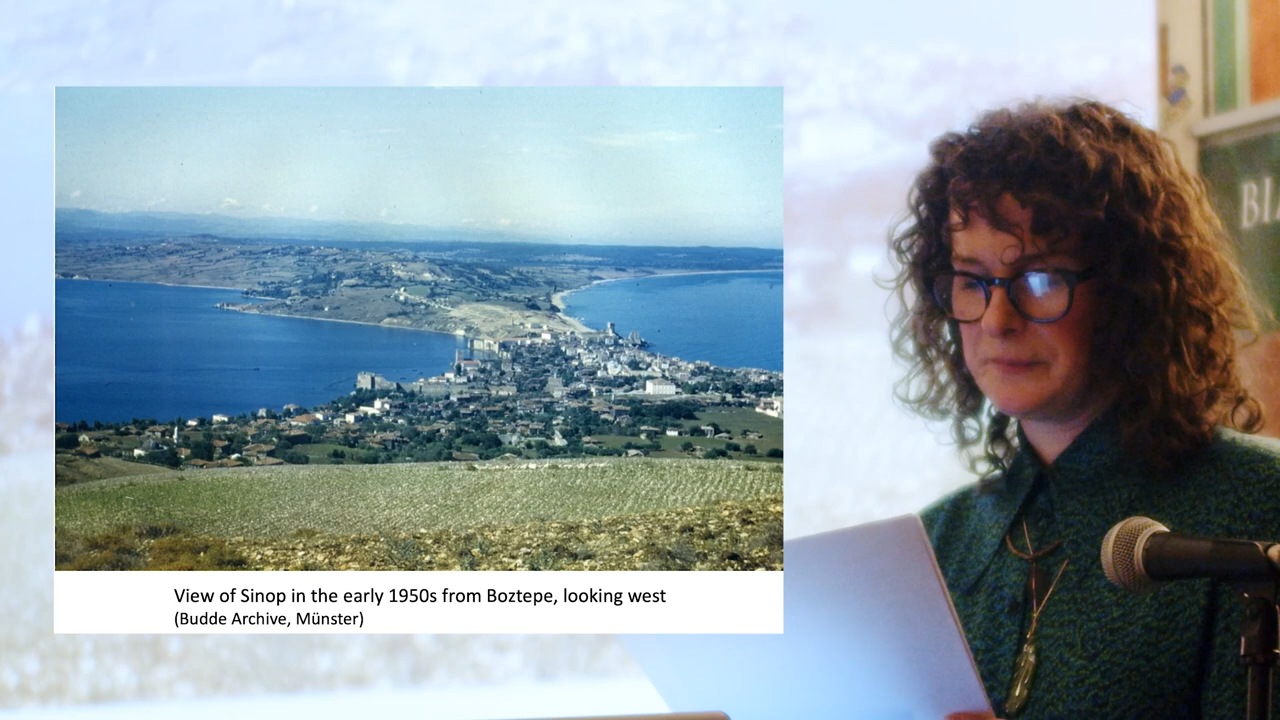 View of Sinop in the early 1950s from Boztepe, looking west
(Budde Archive, Münster)